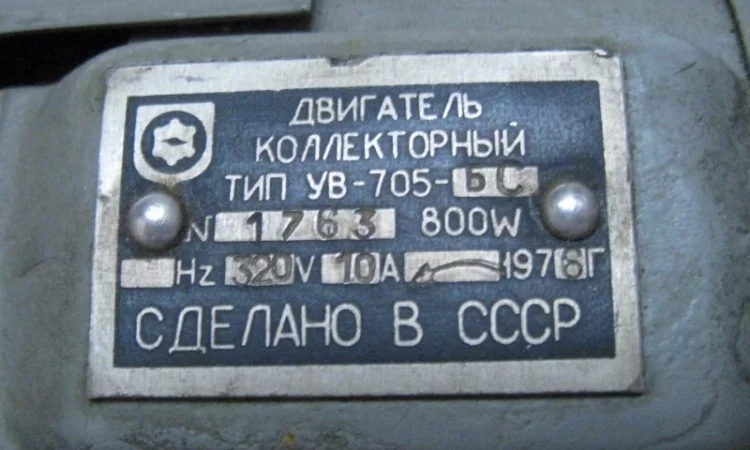 ДВИГАТЕЛЬ
КОЛЛЕКТОРНЫЙ
ТИП УВ-705-БС
N 1763 800W
Hz 320V 10A 1978Г
СДЕЛАНО В СССР